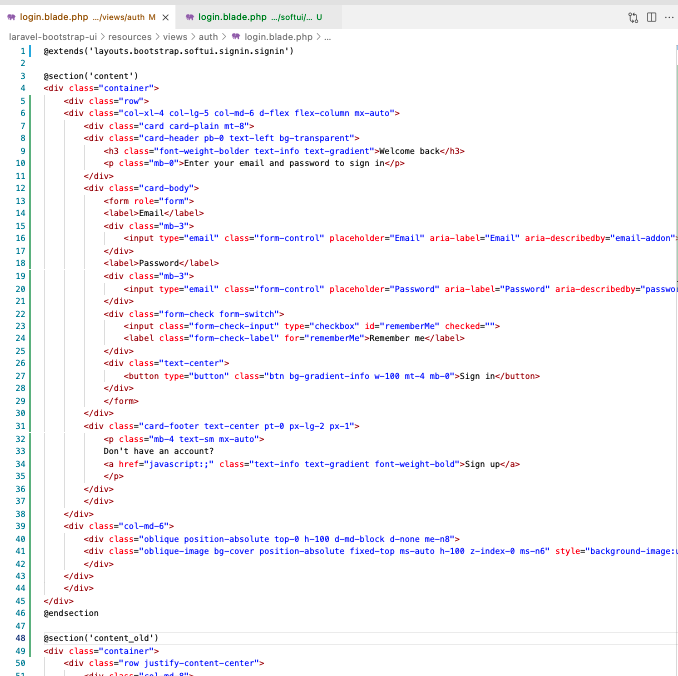 login.blade.php .../views/auth M × login.blade.php .../softui/... U ...
laravel-bootstrap-ui > resources > views > auth > login.blade.php > ...
1 @extends('layouts.bootstrap.softui.signin.signin')
2
3 @section('content')
4 <div class="container">
5 <div class="row">
6 <div class="col-xl-4 col-lg-5 col-md-6 d-flex flex-column mx-auto">
7 <div class="card card-plain mt-8">
8 <div class="card-header pb-0 text-left bg-transparent">
9 <h3 class="font-weight-bolder text-info text-gradient">Welcome back</h3>
10 <p class="mb-0">Enter your email and password to sign in</p>
11 </div>
12 <div class="card-body">
13 <form role="form">
14 <label>Email</label>
15 <div class="mb-3">
16 <input type="email" class="form-control" placeholder="Email" aria-label="Email" aria-describedby="email-addon">
17 </div>
18 <label>Password</label>
19 <div class="mb-3">
20 <input type="email" class="form-control" placeholder="Password" aria-label="Password" aria-describedby="passwo
21 </div>
22 <div class="form-check form-switch">
23 <input class="form-check-input" type="checkbox" id="rememberMe" checked="">
24 <label class="form-check-label" for="rememberMe">Remember me</label>
25 </div>
26 <div class="text-center">
27 <button type="button" class="btn bg-gradient-info w-100 mt-4 mb-0">Sign in</button>
28 </div>
29 </form>
30 </div>
31 <div class="card-footer text-center pt-0 px-lg-2 px-1">
32 <p class="mb-4 text-sm mx-auto">
33 Don't have an account?
34 <a href="javascript:;" class="text-info text-gradient font-weight-bold">Sign up</a>
35 </p>
36 </div>
37 </div>
38 </div>
39 <div class="col-md-6">
40 <div class="oblique position-absolute top-0 h-100 d-md-block d-none me-n8">
41 <div class="oblique-image bg-cover position-absolute fixed-top ms-auto h-100 z-index-0 ms-n6" style="background-image:u
42 </div>
43 </div>
44 </div>
45 </div>
46 @endsection
47
48 @section('content_old')
49 <div class="container">
50 <div class="row justify-content-center">
51 <div class="col-md-8">